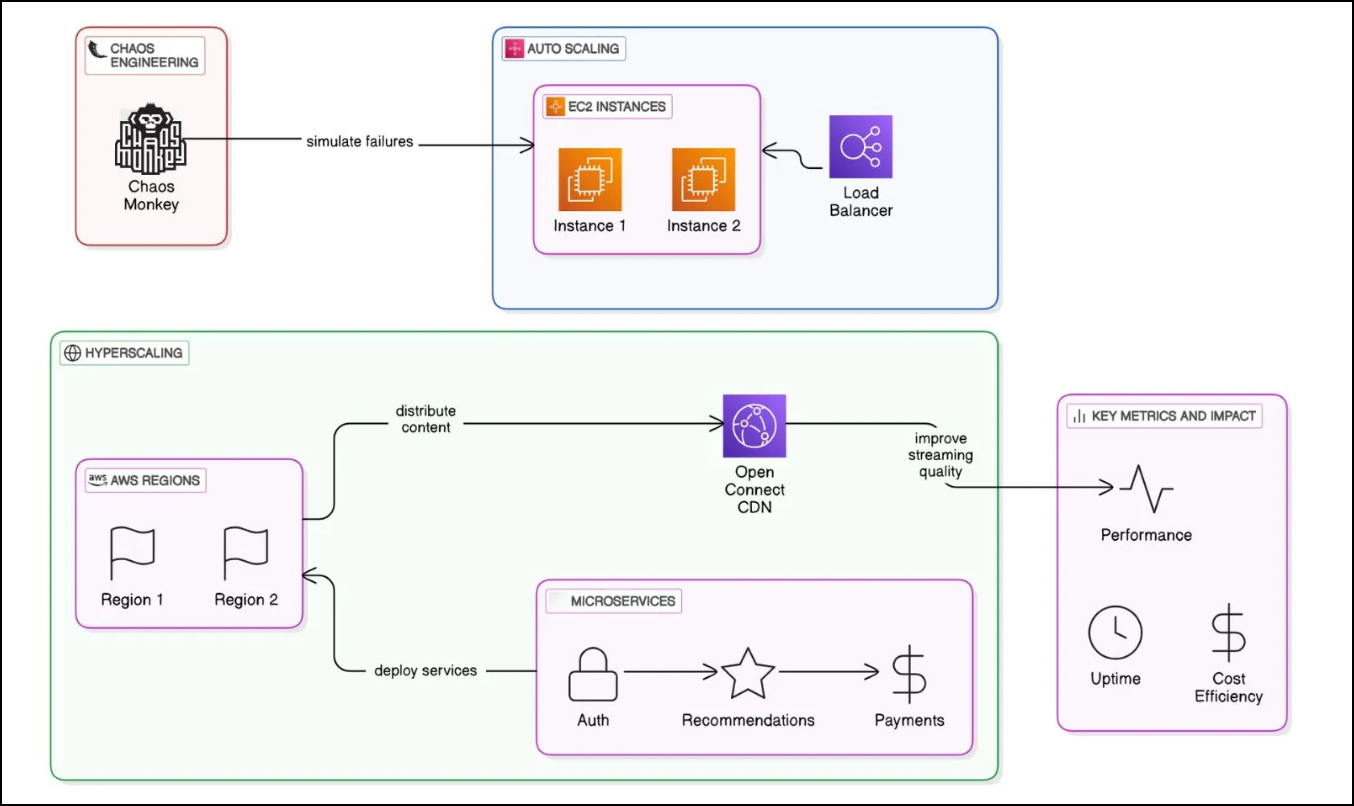 CHAOS
ENGINEERING
CHAOS
MONKEY
Chaos
Monkey
simulate failures
AUTO SCALING
EC2 INSTANCES
Instance 1
Instance 2
Load
Balancer
HYPERSCALING
distribute
content
Open
Connect
CDN
improve
streaming
quality
aws AWS REGIONS
Region 1
Region 2
deploy services
MICROSERVICES
Auth
Recommendations
Payments
KEY METRICS AND IMPACT
Performance
Uptime
Cost
Efficiency